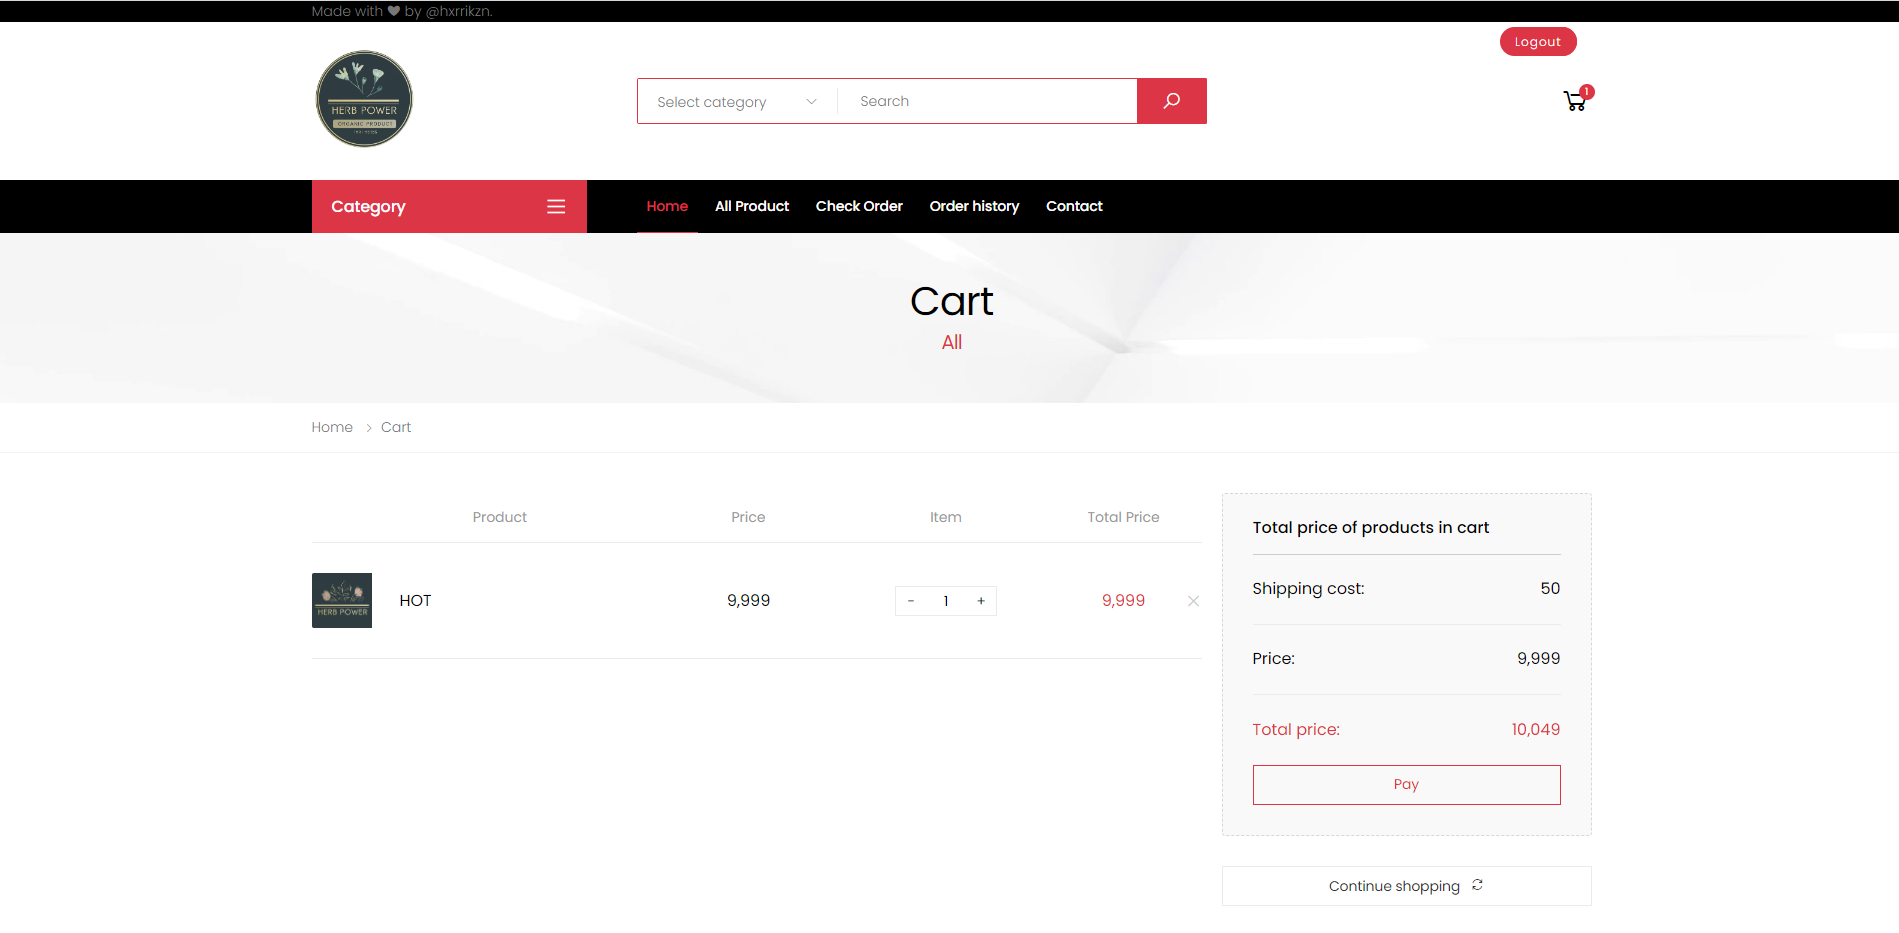 Made with ❤ by @hxrrikzn.
Logout
HERB POWER
ORGANIC PRODUCT
Select category
Search
1
Category
Home All Product Check Order Order history Contact
Cart
All
Home > Cart
Product Price Item Total Price
HERB POWER
HOT 9,999 - 1 + 9,999 ×
Total price of products in cart
Shipping cost: 50
Price: 9,999
Total price: 10,049
Pay
Continue shopping